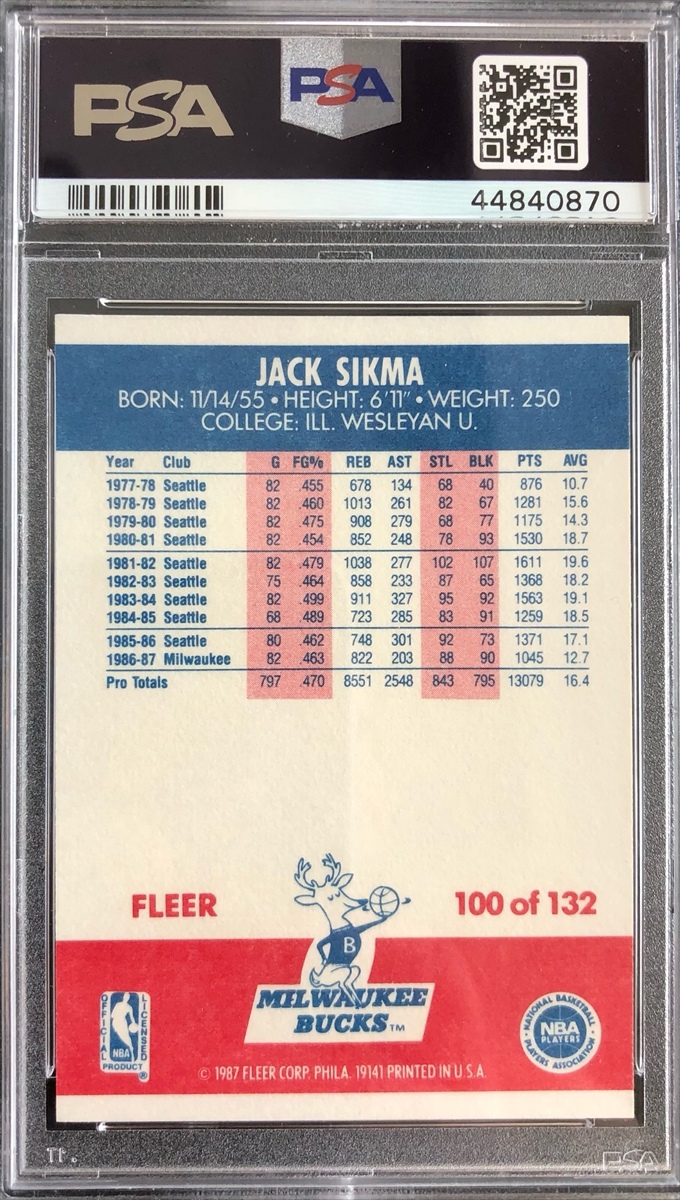 PSA PSA
44840870
JACK SIKMA
BORN: 11/14/55 • HEIGHT: 6'11" • WEIGHT: 250
COLLEGE: ILL. WESLEYAN U.
Year Club G FG% REB AST STL BLK PTS AVG
1977-78 Seattle 82 .455 678 134 68 40 876 10.7
1978-79 Seattle 82 .460 1013 261 82 67 1281 15.6
1979-80 Seattle 82 .475 908 279 68 77 1175 14.3
1980-81 Seattle 82 .454 852 248 78 93 1530 18.7
1981-82 Seattle 82 .479 1038 277 102 107 1611 19.6
1982-83 Seattle 75 .464 858 233 87 65 1368 18.2
1983-84 Seattle 82 .499 911 327 95 92 1563 19.1
1984-85 Seattle 68 .489 723 285 83 91 1259 18.5
1985-86 Seattle 80 .462 748 301 92 73 1371 17.1
1986-87 Milwaukee 82 .463 822 203 88 90 1045 12.7
Pro Totals 797 .470 8551 2548 843 795 13079 16.4
FLEER 100 of 132
B
MILWAUKEE
BUCKS™
OFFICIAL LICENSED
NBA
PRODUCT ®
NATIONAL BASKETBALL
NBA
PLAYERS
PLAYERS ASSOCIATION
© 1987 FLEER CORP. PHILA. 19141 PRINTED IN U.S.A.
PSA